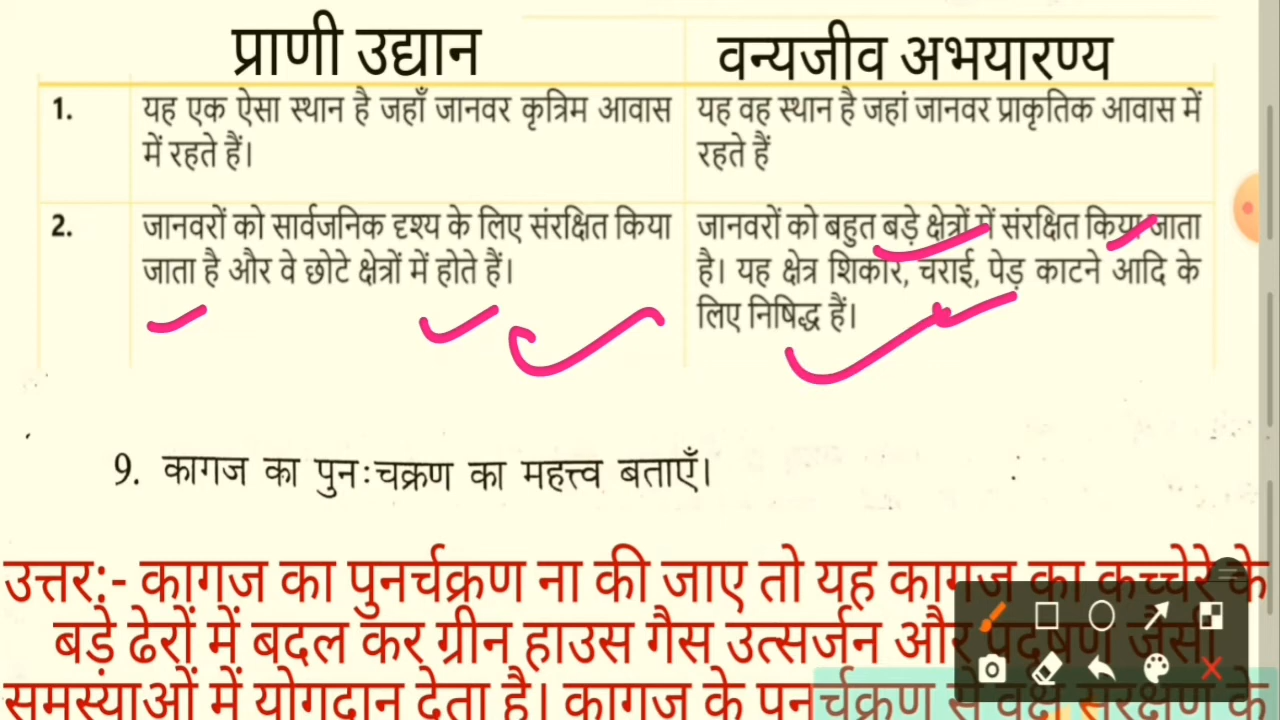 प्राणी उद्यान वन्यजीव अभयारण्य
1. यह एक ऐसा स्थान है जहाँ जानवर कृत्रिम आवास
में रहते हैं।
यह वह स्थान है जहां जानवर प्राकृतिक आवास में
रहते हैं
2. जानवरों को सार्वजनिक दृश्य के लिए संरक्षित किया
जाता है और वे छोटे क्षेत्रों में होते हैं।
जानवरों को बहुत बड़े क्षेत्रों में संरक्षित किया जाता
है। यह क्षेत्र शिकार, चराई, पेड़ काटने आदि के
लिए निषिद्ध हैं।
9. कागज का पुनःचक्रण का महत्त्व बताएँ।
उत्तर:- कागज का पुनर्चक्रण ना की जाए तो यह कागज का कच्चेरे के
बड़े ढेरों में बदल कर ग्रीन हाउस गैस उत्सर्जन और प्रदूषण जैसी
समस्याओं में योगदान देता है। कागज के पुनर्चक्रण से वृक्ष संरक्षण के